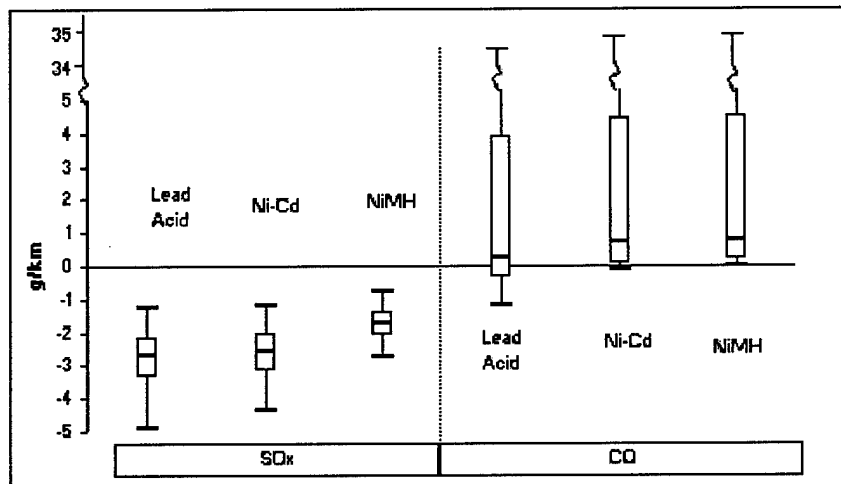 35
34
5
4
3
2
1
0
-1
-2
-3
-4
-5
g/km
Lead
Acid
Ni-Cd
NiMH
Lead
Acid
Ni-Cd
NiMH
SOx
CO